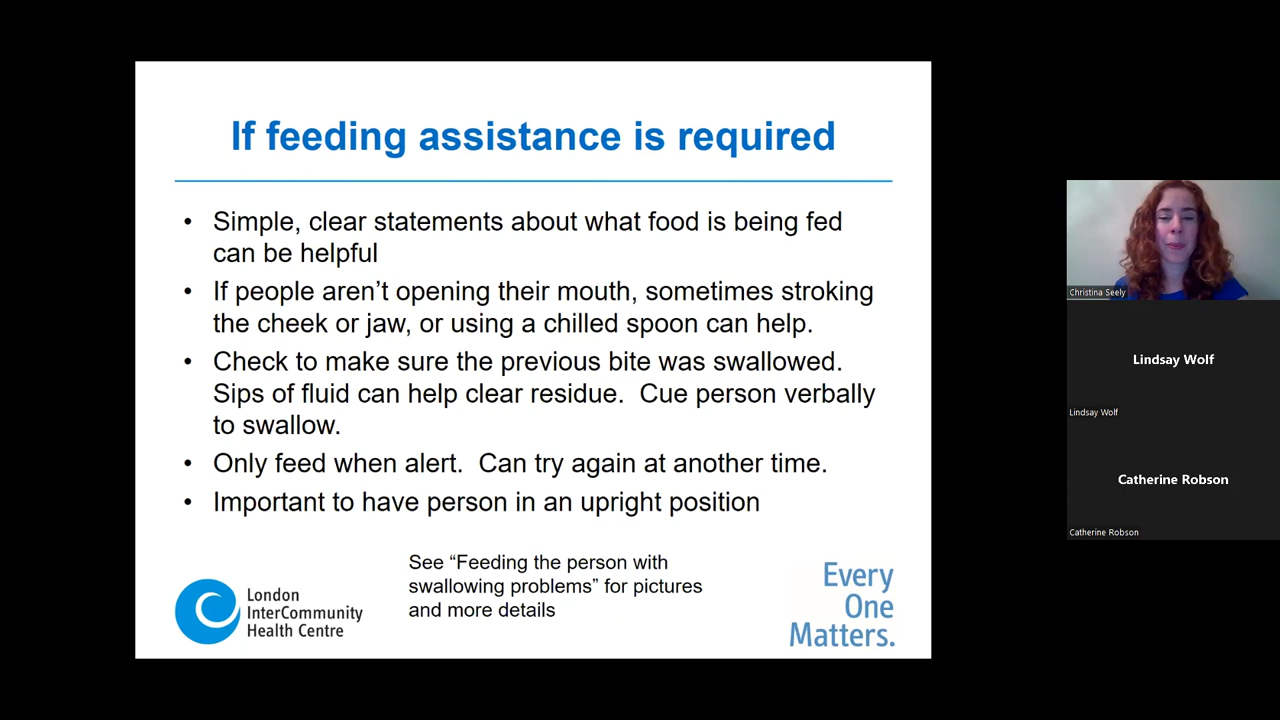 If feeding assistance is required
• Simple, clear statements about what food is being fed
can be helpful
• If people aren’t opening their mouth, sometimes stroking
the cheek or jaw, or using a chilled spoon can help.
• Check to make sure the previous bite was swallowed.
Sips of fluid can help clear residue.  Cue person verbally
to swallow.
• Only feed when alert.  Can try again at another time.
• Important to have person in an upright position
See “Feeding the person with
swallowing problems” for pictures
and more details
London
InterCommunity
Health Centre
Every
One
Matters.
Christina Seely
Lindsay Wolf
Lindsay Wolf
Catherine Robson
Catherine Robson